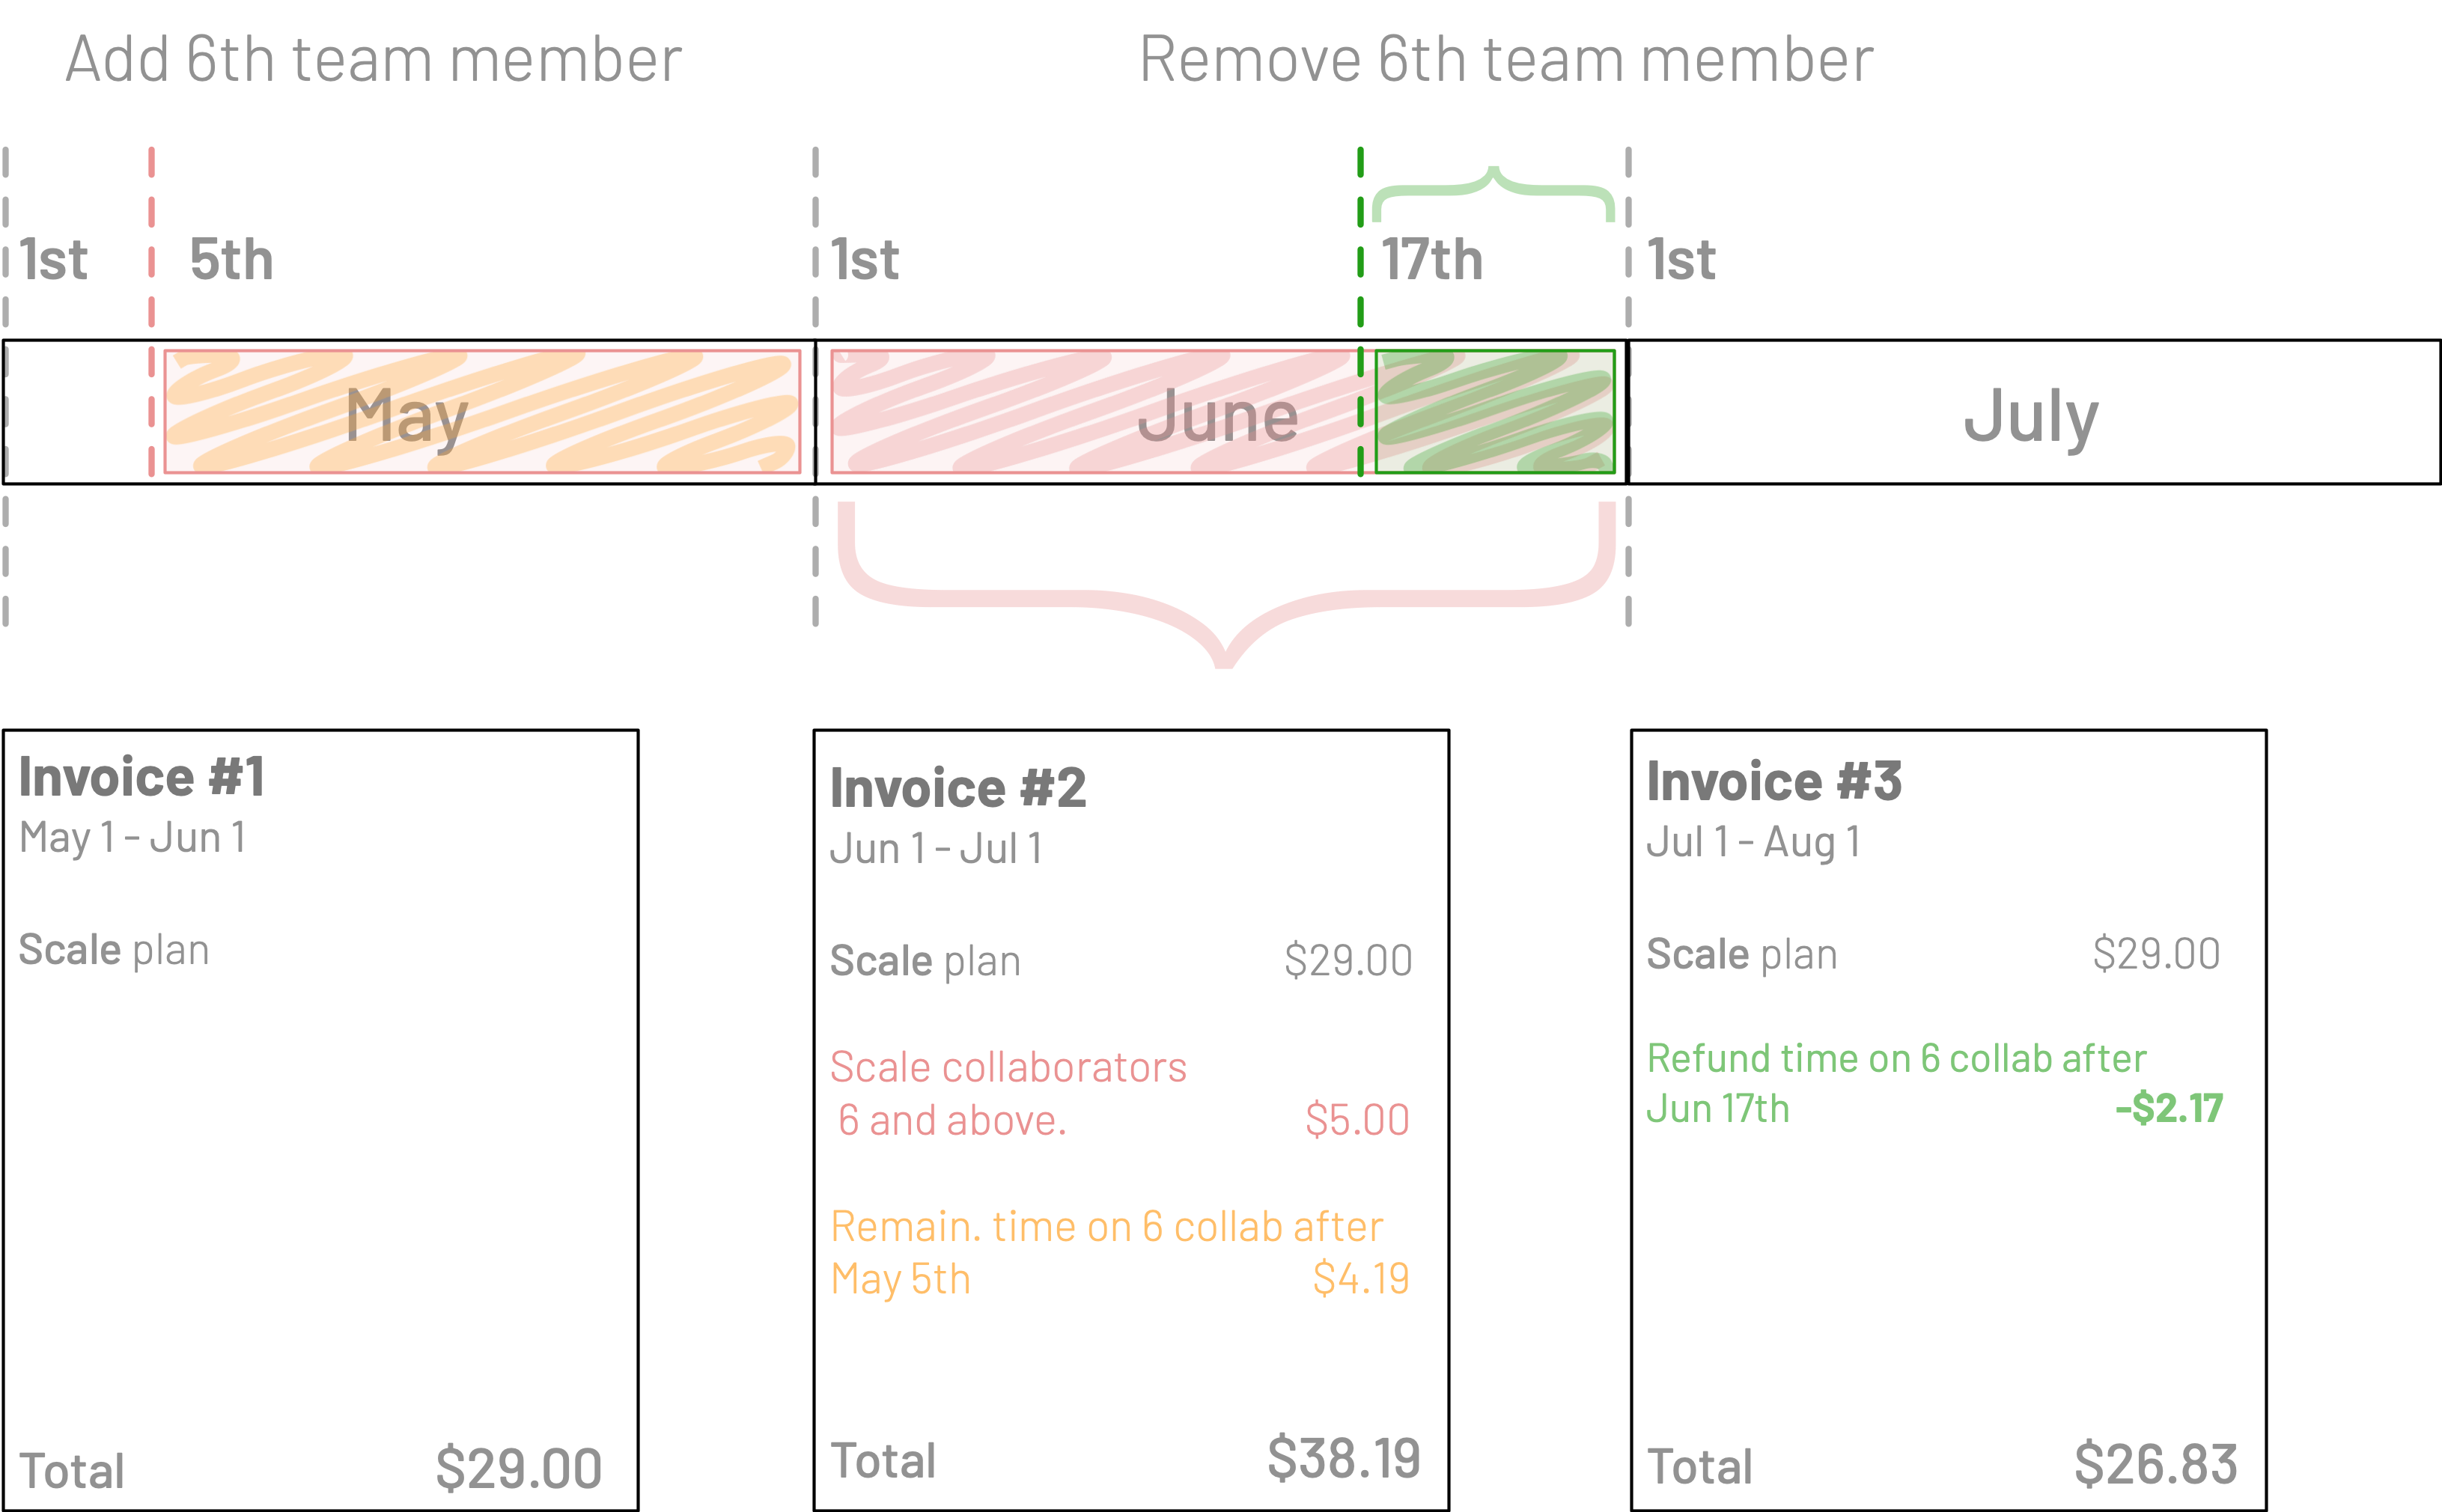 Add 6th team member
Remove 6th team member
1st
5th
1st
17th
1st
May
June
July
Invoice #1
May 1 - Jun 1
Scale plan
Total $29.00
Invoice #2
Jun 1 - Jul 1
Scale plan $29.00
Scale collaborators
6 and above. $5.00
Remain. time on 6 collab after
May 5th $4.19
Total $38.19
Invoice #3
Jul 1 - Aug 1
Scale plan $29.00
Refund time on 6 collab after
Jun 17th -$2.17
Total $26.83